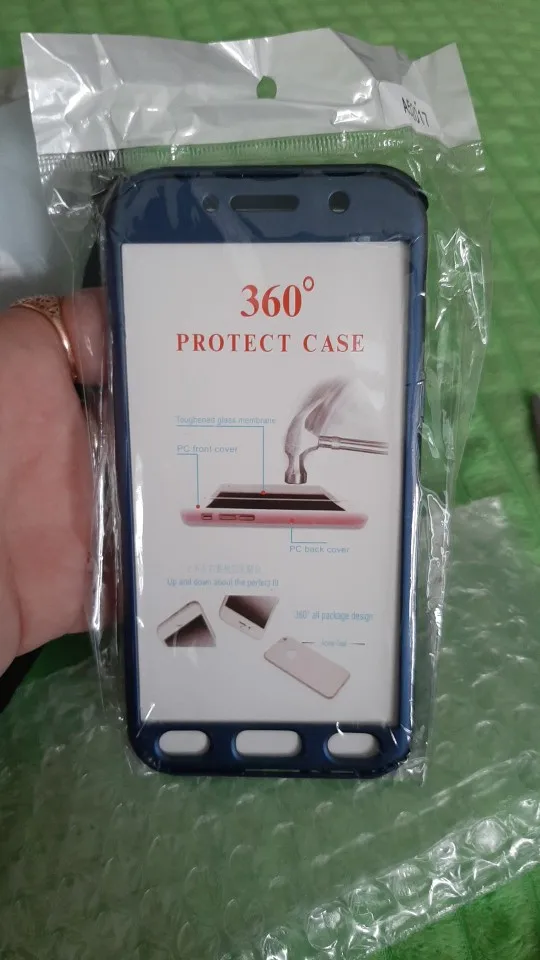 360°
PROTECT CASE
Toughened glass membrane
PC front cover
PC back cover
Up and down about the perfect fit
360° all package design